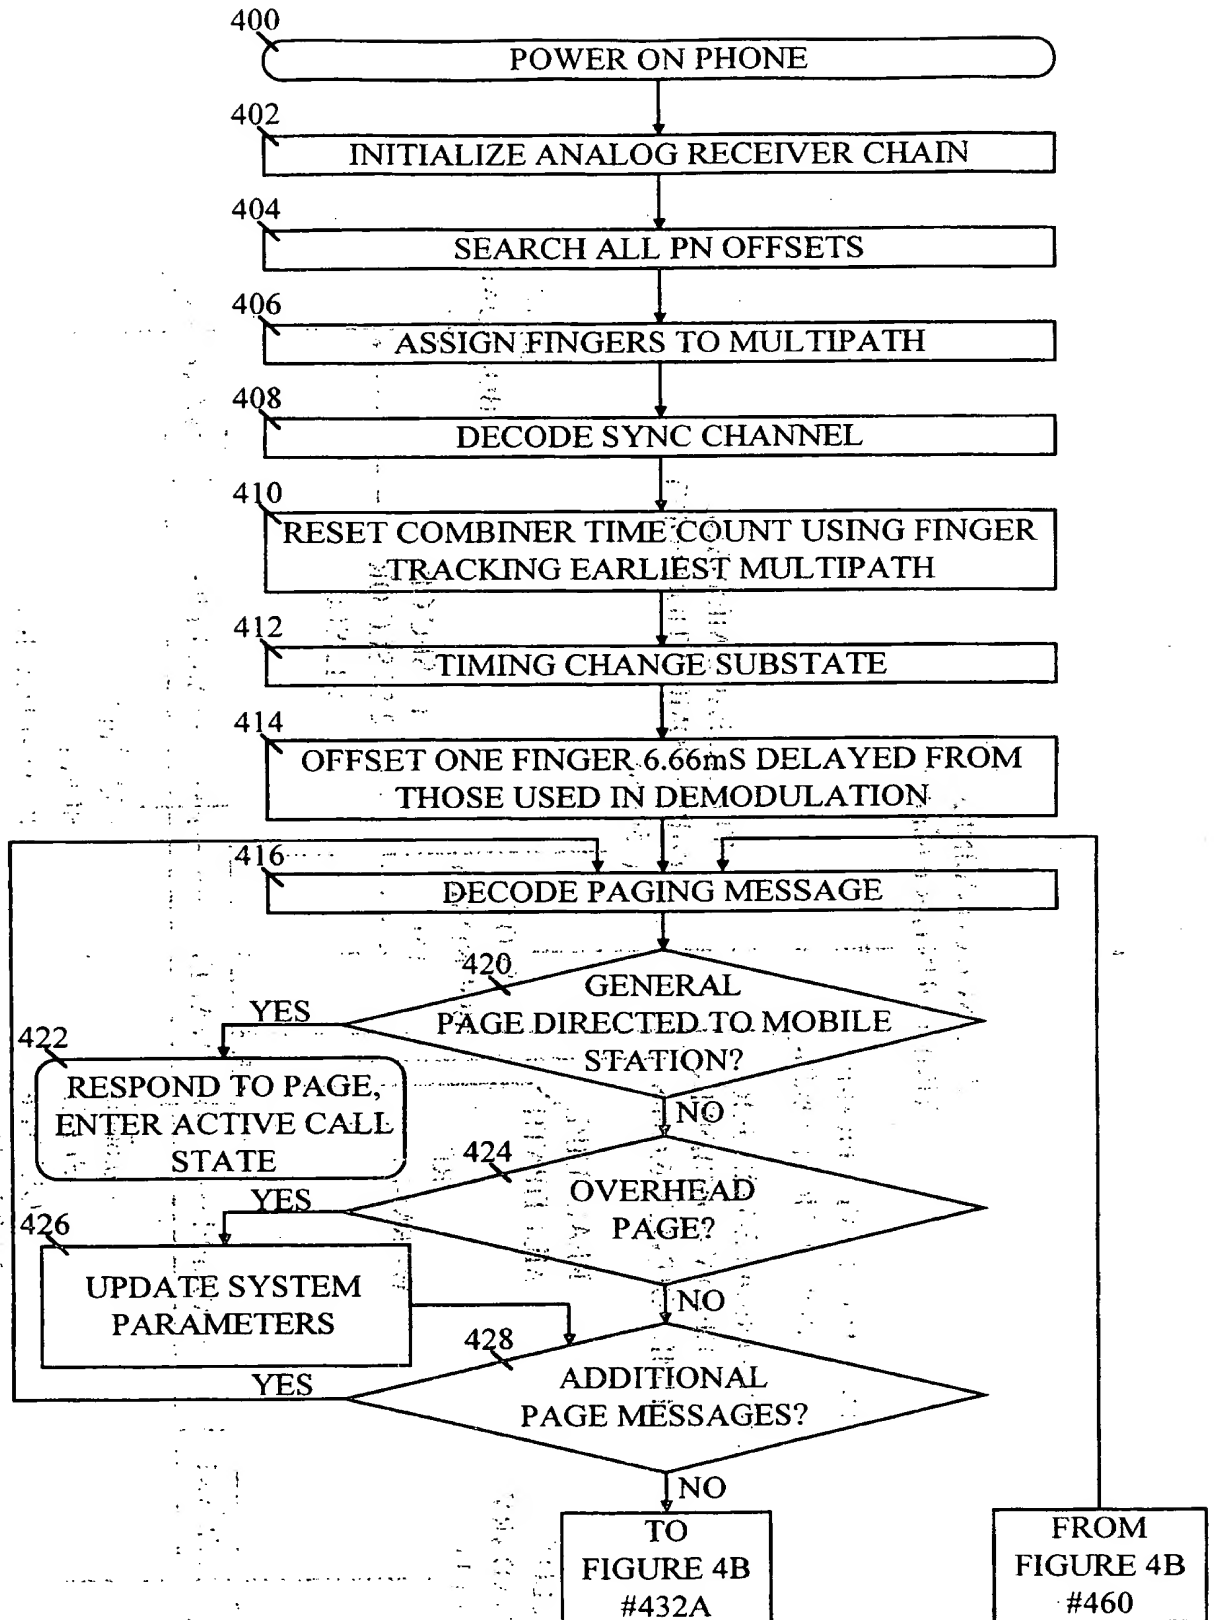 400
POWER ON PHONE
402
INITIALIZE ANALOG RECEIVER CHAIN
404
SEARCH ALL PN OFFSETS
406
ASSIGN FINGERS TO MULTIPATH
408
DECODE SYNC CHANNEL
410
RESET COMBINER TIME COUNT USING FINGER
TRACKING EARLIEST MULTIPATH
412
TIMING CHANGE SUBSTATE
414
OFFSET ONE FINGER 6.66mS DELAYED FROM
THOSE USED IN DEMODULATION
416
DECODE PAGING MESSAGE
420
GENERAL
PAGE DIRECTED TO MOBILE
STATION?
YES
422
RESPOND TO PAGE,
ENTER ACTIVE CALL
STATE
NO
424
OVERHEAD
PAGE?
YES
426
UPDATE SYSTEM
PARAMETERS
NO
428
ADDITIONAL
PAGE MESSAGES?
YES
NO
TO
FIGURE 4B
#432A
FROM
FIGURE 4B
#460